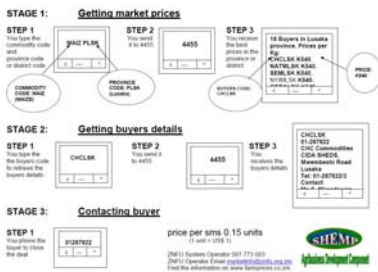 STAGE 1: Getting market prices
STEP 1
You type the
commodity code
and
province code
or district code
MAIZ PLSK
COMMODITY
CODE: MAIZ
(MAIZE)
PROVINCE
CODE: PLSK
(Lusaka)
STEP 2
You send
it to 4455
4455
STEP 3
You receive
the best
prices in the
province or
district
BUYERS CODE:
CHCLSK
18 Buyers in Lusaka
province. Prices per
Kg:
CHCLSK K840.
NATMLSK K840.
SEMLSK K840.
PRICE:
K840
STAGE 2: Getting buyers details
STEP 1
You type the
the buyers code
to retrieve the
buyers details
CHCLSK
STEP 2
You send it
to 4455
4455
STEP 3
You
receives the
buyers details
CHCLSK
01-287822
CHC Commodities
CIDA SHEDS,
Mwembeshi Road
Lusaka
Tel: 01-287822/3
Contact
STAGE 3: Contacting buyer
STEP 1
You phone the
buyer to close
the deal
01287822
price per sms 0.15 units
(1 unit = US$ 1)
ZNFU System Operator 097 773 003
ZNFU Operator Email marketinfo@znfu.org.zm
Find the information on www.farmprices.co.zm
SHEMP
Agribusiness Development Component